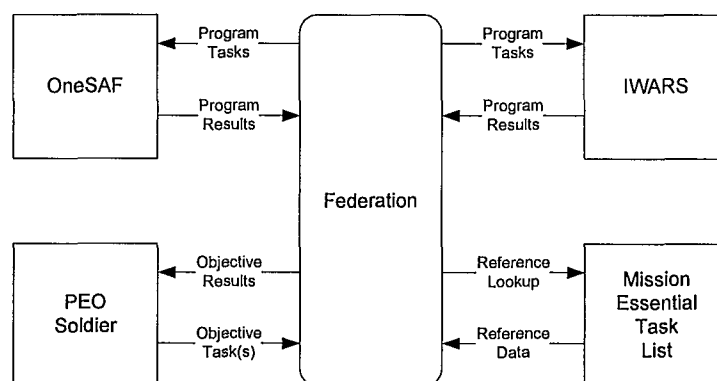 Program
Tasks
OneSAF
Program
Results
Program
Tasks
IWARS
Program
Results
Federation
Objective
Results
PEO
Soldier
Objective
Task(s)
Reference
Lookup
Mission
Essential
Task
List
Reference
Data